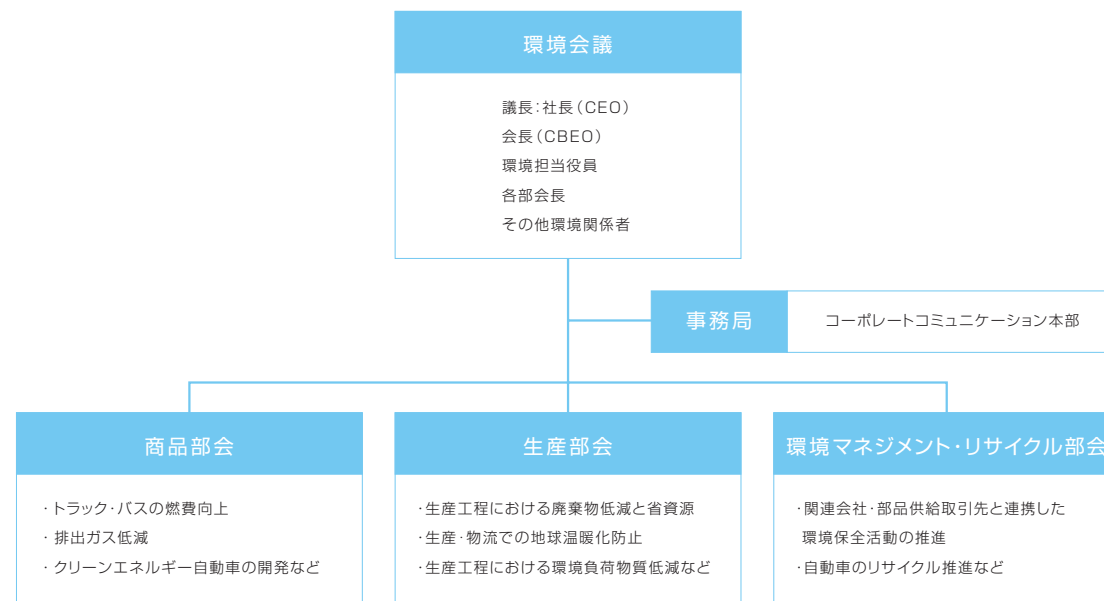 環境会議
議長：社長（CEO）
会長（CBEO）
環境担当役員
各部会長
その他環境関係者
事務局
コーポレートコミュニケーション本部
商品部会
・トラック・バスの燃費向上
・排出ガス低減
・クリーンエネルギー自動車の開発など
生産部会
・生産工程における廃棄物低減と省資源
・生産・物流での地球温暖化防止
・生産工程における環境負荷物質低減など
環境マネジメント・リサイクル部会
・関連会社・部品供給取引先と連携した
環境保全活動の推進
・自動車のリサイクル推進など